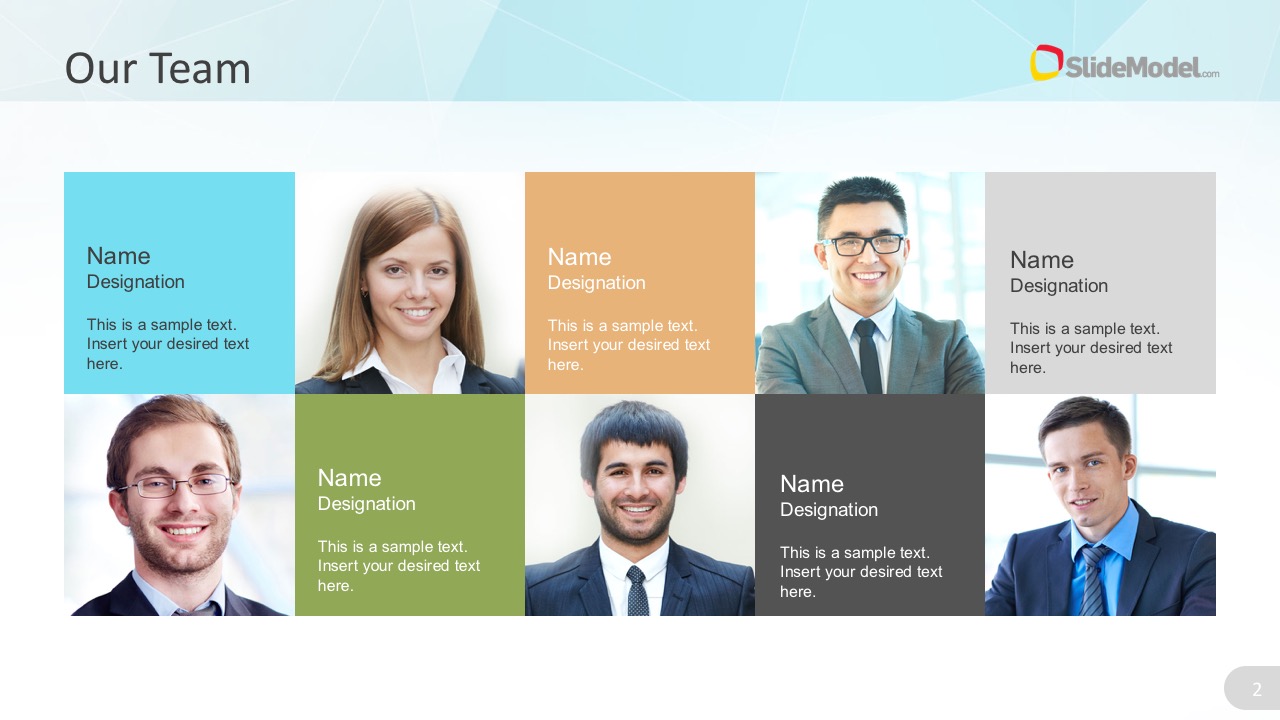 Our Team
SlideModel.com
Name
Designation
This is a sample text.
Insert your desired text
here.
Name
Designation
This is a sample text.
Insert your desired text
here.
Name
Designation
This is a sample text.
Insert your desired text
here.
Name
Designation
This is a sample text.
Insert your desired text
here.
Name
Designation
This is a sample text.
Insert your desired text
here.
2